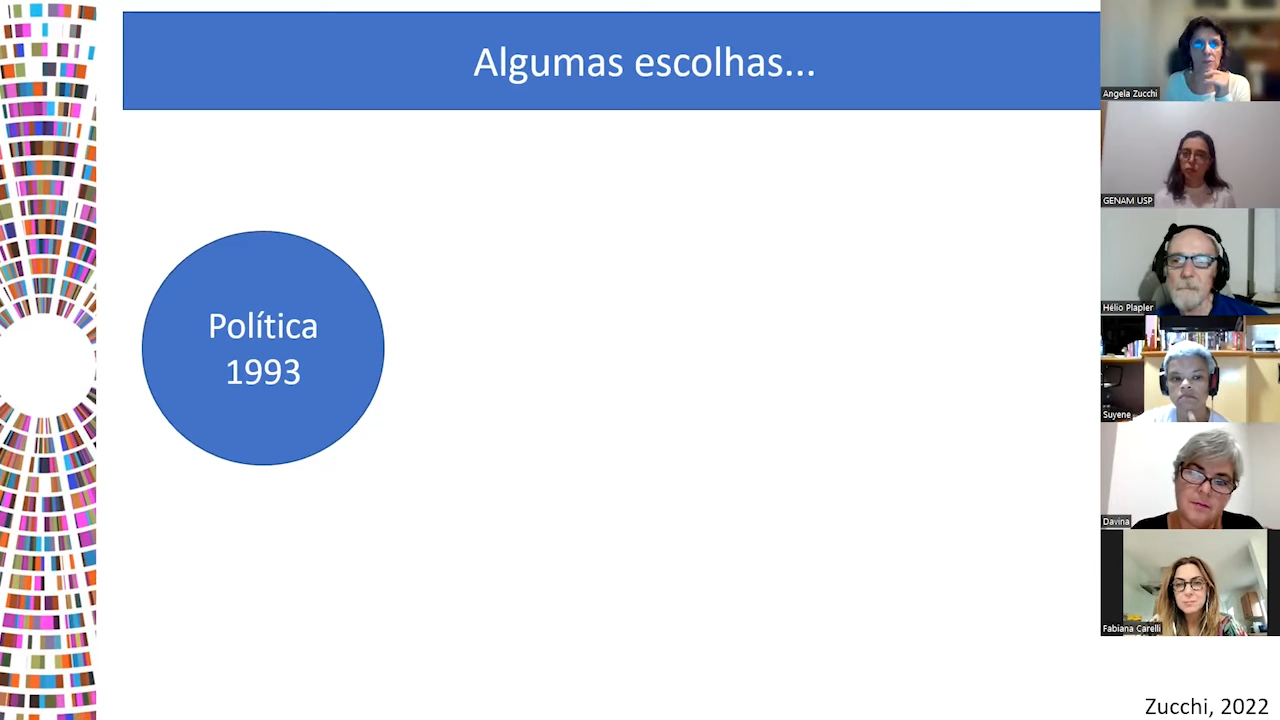 Algumas escolhas...
Política
1993
Angela Zucchi
GENAM USP
Hélio Plapler
Suyene
Davina
Fabiana Carelli
Zucchi, 2022